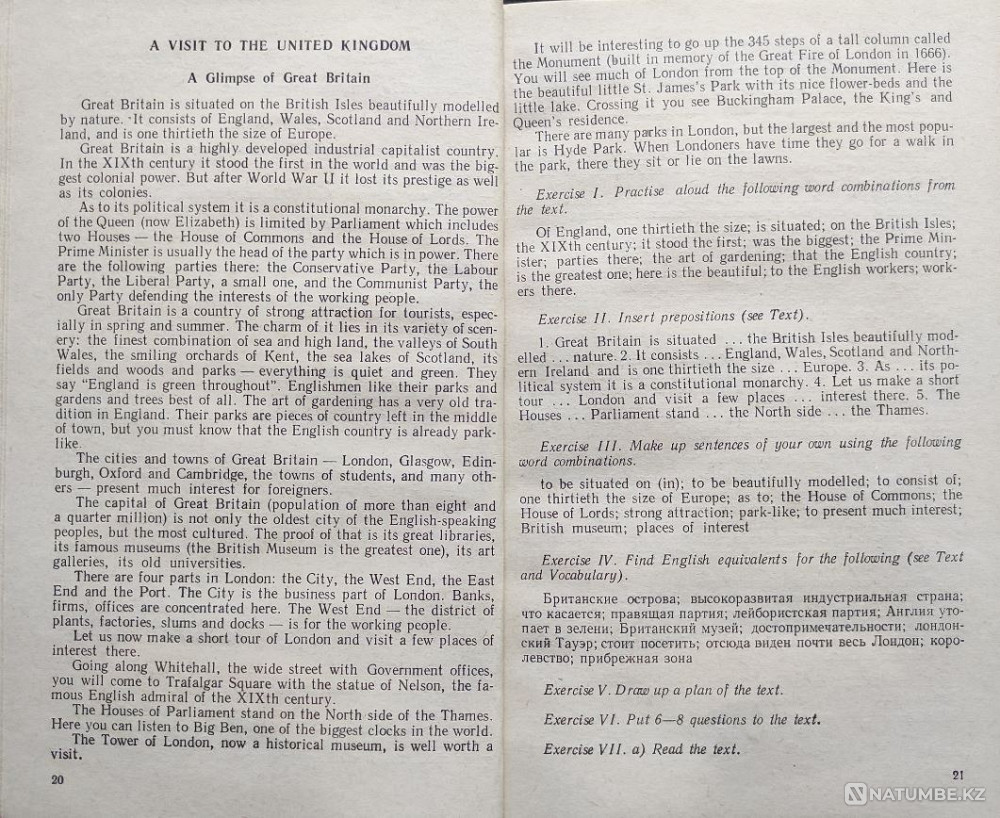 A VISIT TO THE UNITED KINGDOM
A Glimpse of Great Britain
Great Britain is situated on the British Isles beautifully modelled
by nature. It consists of England, Wales, Scotland and Northern Ire-
land, and is one thirtieth the size of Europe.
Great Britain is a highly developed industrial capitalist country.
In the XIXth century it stood the first in the world and was the big-
gest colonial power. But after World War II it lost its prestige as well
as its colonies.
As to its political system it is a constitutional monarchy. The power
of the Queen (now Elizabeth) is limited by Parliament which includes
two Houses — the House of Commons and the House of Lords. The
Prime Minister is usually the head of the party which is in power. There
are the following parties there: the Conservative Party, the Labour
Party, the Liberal Party, a small one, and the Communist Party, the
only Party defending the interests of the working people.
Great Britain is a country of strong attraction for tourists, espec-
ially in spring and summer. The charm of it lies in its variety of scen-
ery: the finest combination of sea and high land, the valleys of South
Wales, the smiling orchards of Kent, the sea lakes of Scotland, its
fields and woods and parks — everything is quiet and green. They
say “England is green throughout”. Englishmen like their parks and
gardens and trees best of all. The art of gardening has a very old tra-
dition in England. Their parks are pieces of country left in the middle
of town, but you must know that the English country is already park-
like.
The cities and towns of Great Britain — London, Glasgow, Edin-
burgh, Oxford and Cambridge, the towns of students, and many oth-
ers — present much interest for foreigners.
The capital of Great Britain (population of more than eight and
a quarter million) is not only the oldest city of the English-speaking
peoples, but the most cultured. The proof of that is its great libraries,
its famous museums (the British Museum is the greatest one), its art
galleries, its old universities.
There are four parts in London: the City, the West End, the East
End and the Port. The City is the business part of London. Banks,
firms, offices are concentrated here. The West End — the district of
plants, factories, slums and docks — is for the working people.
Let us now make a short tour of London and visit a few places of
interest there.
Going along Whitehall, the wide street with Government offices,
you will come to Trafalgar Square with the statue of Nelson, the fa-
mous English admiral of the XIXth century.
The Houses of Parliament stand on the North side of the Thames.
Here you can listen to Big Ben, one of the biggest clocks in the world.
The Tower of London, now a historical museum, is well worth a
visit.
20
It will be interesting to go up the 345 steps of a tall column called
the Monument (built in memory of the Great Fire of London in 1666).
You will see much of London from the top of the Monument. Here is
the beautiful little St. James's Park with its nice flower-beds and the
little lake. Crossing it you see Buckingham Palace, the King's and
Queen's residence.
There are many parks in London, but the largest and the most popu-
lar is Hyde Park. When Londoners have time they go for a walk in
the park, there they sit or lie on the lawns.
Exercise I. Practise aloud the following word combinations from
the text.
Of England, one thirtieth the size; is situated; on the British Isles;
the XIXth century; it stood the first; was the biggest; the Prime Min-
ister; parties there; the art of gardening; that the English country;
is the greatest one; here is the beautiful; to the English workers; work-
ers there.
Exercise II. Insert prepositions (see Text).
1. Great Britain is situated ... the British Isles beautifully mod-
elled ... nature. 2. It consists ... England, Wales, Scotland and North-
ern Ireland and is one thirtieth the size ... Europe. 3. As ... its po-
litical system it is a constitutional monarchy. 4. Let us make a short
tour ... London and visit a few places ... interest there. 5. The
Houses ... Parliament stand ... the North side ... the Thames.
Exercise III. Make up sentences of your own using the following
word combinations.
to be situated on (in); to be beautifully modelled; to consist of;
one thirtieth the size of Europe; as to; the House of Commons; the
House of Lords; strong attraction; park-like; to present much interest;
British museum; places of interest
Exercise IV. Find English equivalents for the following (see Text
and Vocabulary).
Британские острова; высокоразвитая индустриальная страна;
что касается; правящая партия; лейбористская партия; Англия уто-
пает в зелени; Британский музей; достопримечательности; лондон-
ский Тауэр; стоит посетить; отсюда виден почти весь Лондон; коро-
левство; прибрежная зона
Exercise V. Draw up a plan of the text.
Exercise VI. Put 6—8 questions to the text.
Exercise VII. a) Read the text.
21
NATUMBE.KZ